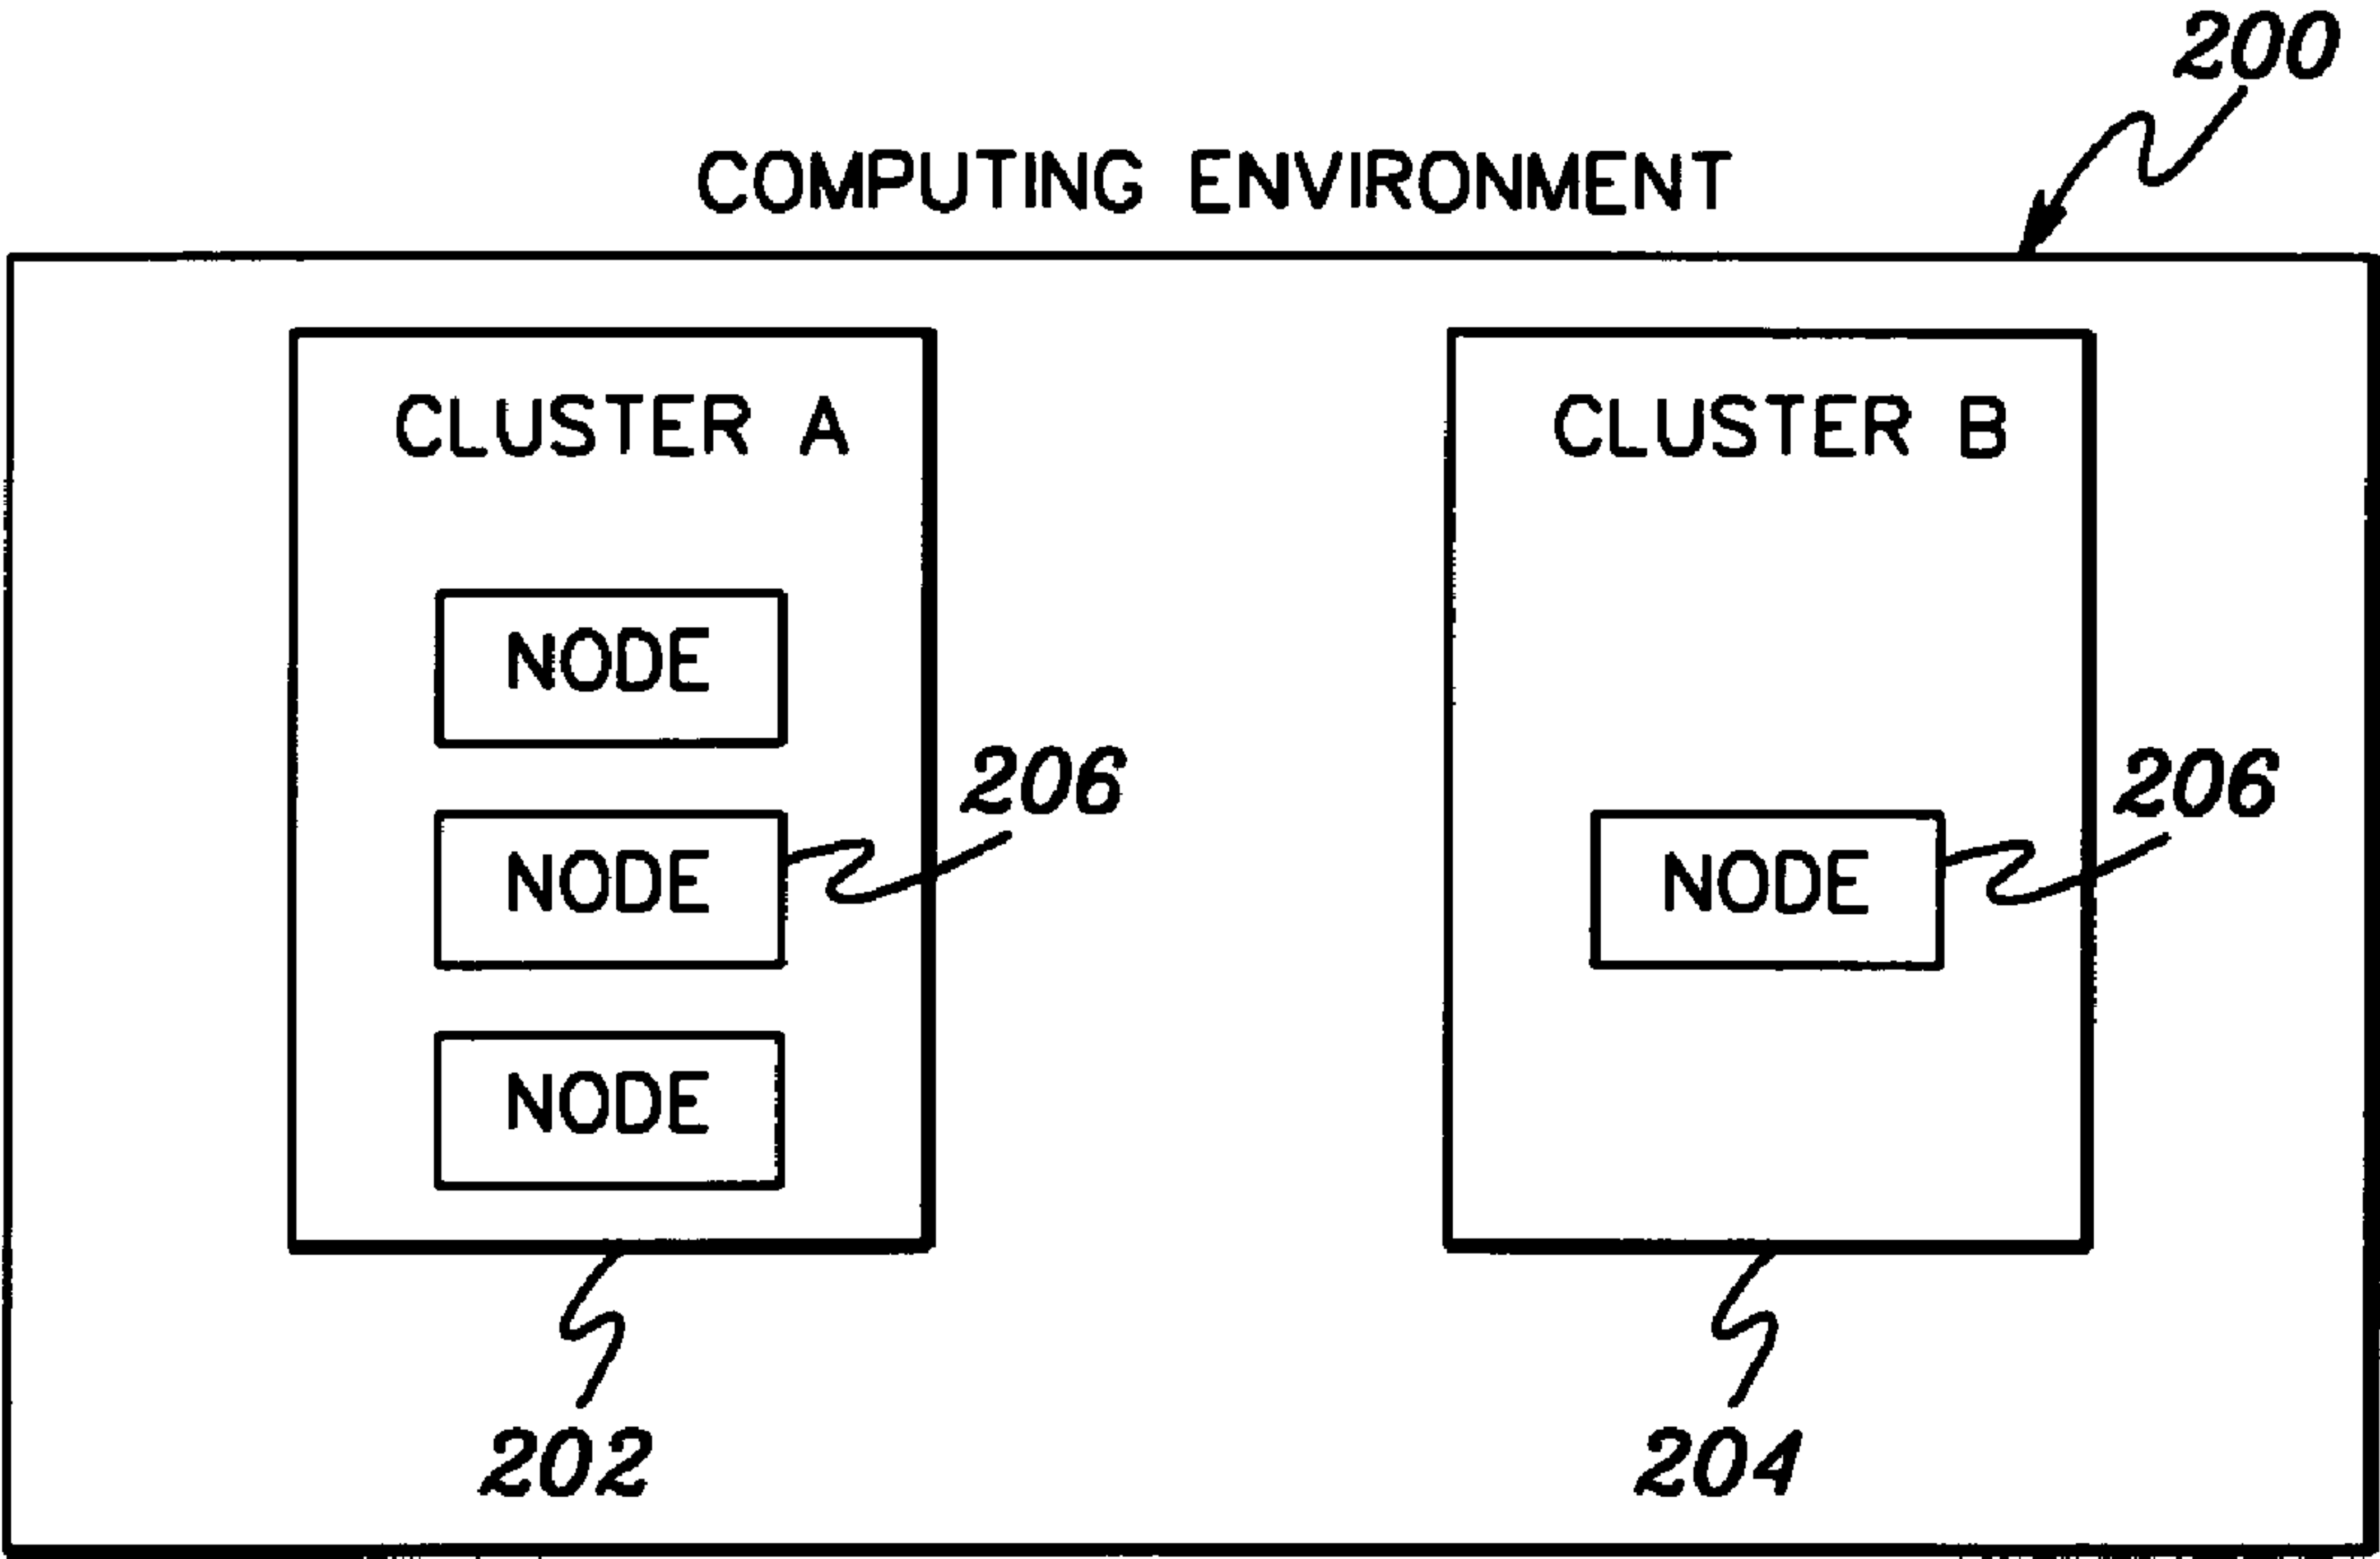 200
COMPUTING ENVIRONMENT
CLUSTER A
NODE
NODE
206
NODE
202
CLUSTER B
NODE
206
204